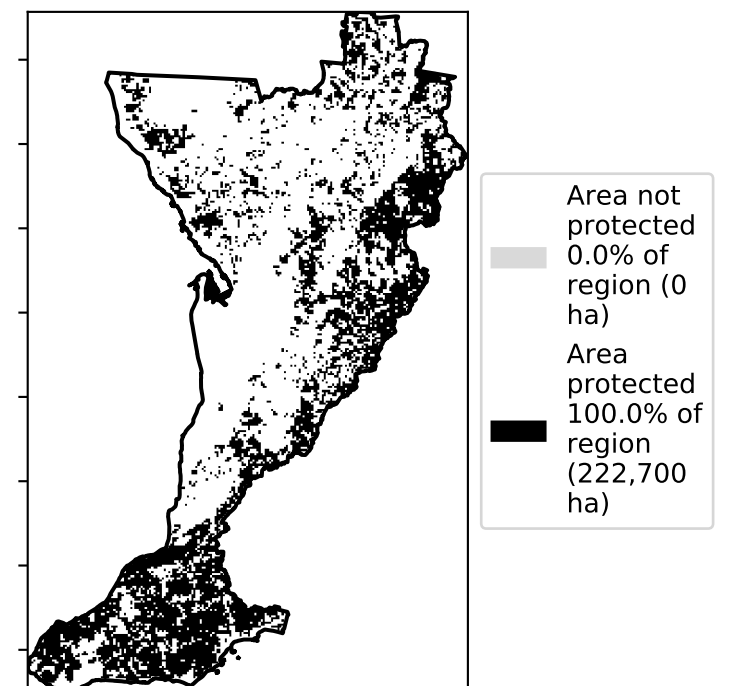 Area not
protected
0.0% of
region (0
ha)
Area
protected
100.0% of
region
(222,700
ha)